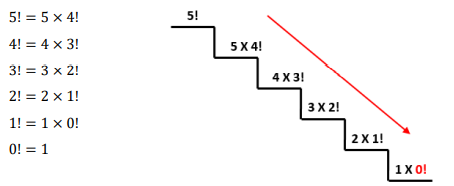 5! = 5 × 4!
4! = 4 × 3!
3! = 3 × 2!
2! = 2 × 1!
1! = 1 × 0!
0! = 1
5!
5 X 4!
4 X 3!
3 X 2!
2 X 1!
1 X 0!